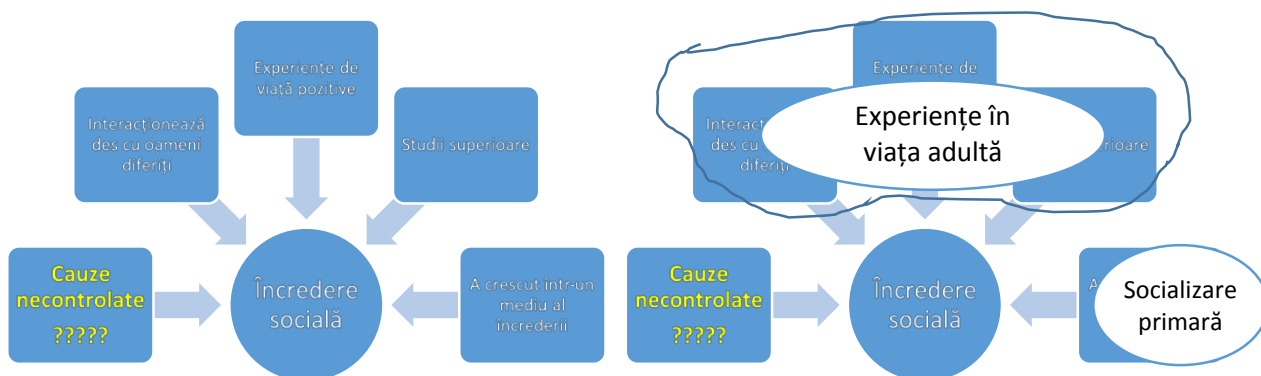 Experiențe de
viață pozitive
Interacționează
des cu oameni
diferiți
Studii superioare
Cauze
necontrolate
?????
Încredere
socială
A crescut într-un
mediu al
încrederii
Experiențe de
Interacț
des cu
diferiți
Experiențe în
viața adultă
rioare
Cauze
necontrolate
?????
Încredere
socială
A
Socializare
primară